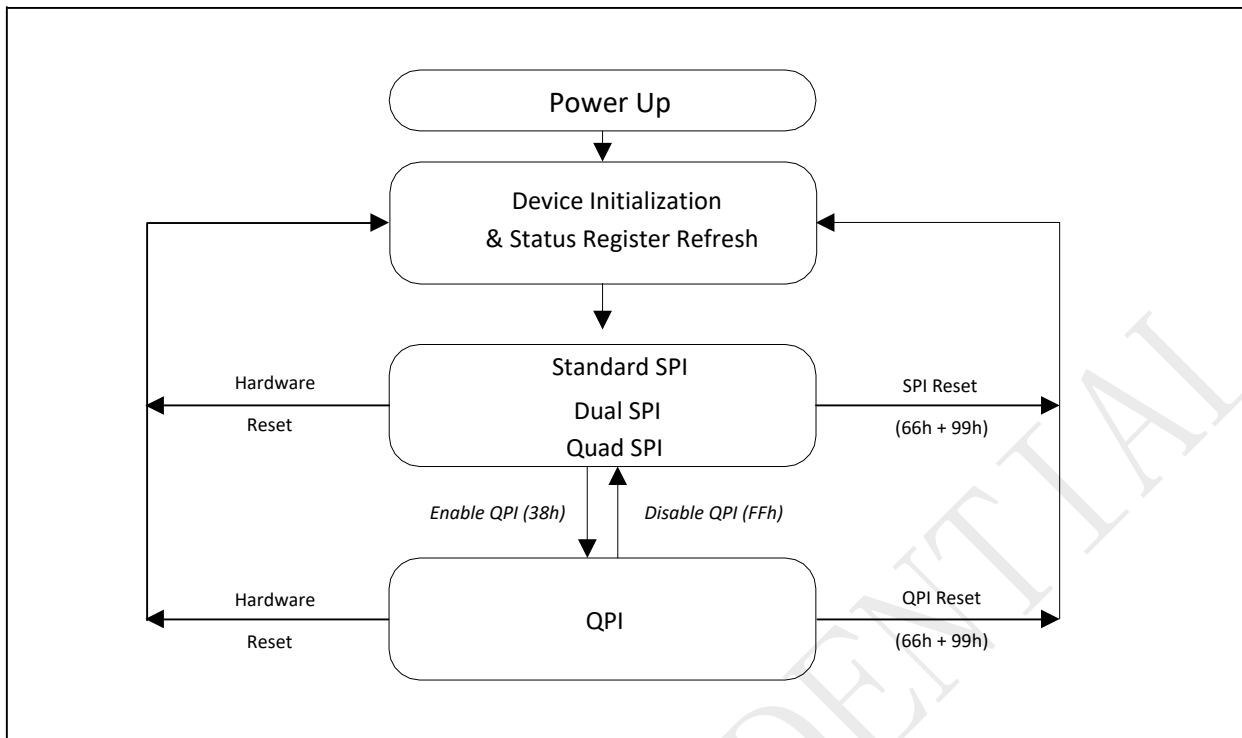 Power Up
Device Initialization
& Status Register Refresh
Standard SPI
Dual SPI
Quad SPI
Hardware
Reset
SPI Reset
(66h + 99h)
Enable QPI (38h)
Disable QPI (FFh)
QPI
Hardware
Reset
QPI Reset
(66h + 99h)
DENTIAL